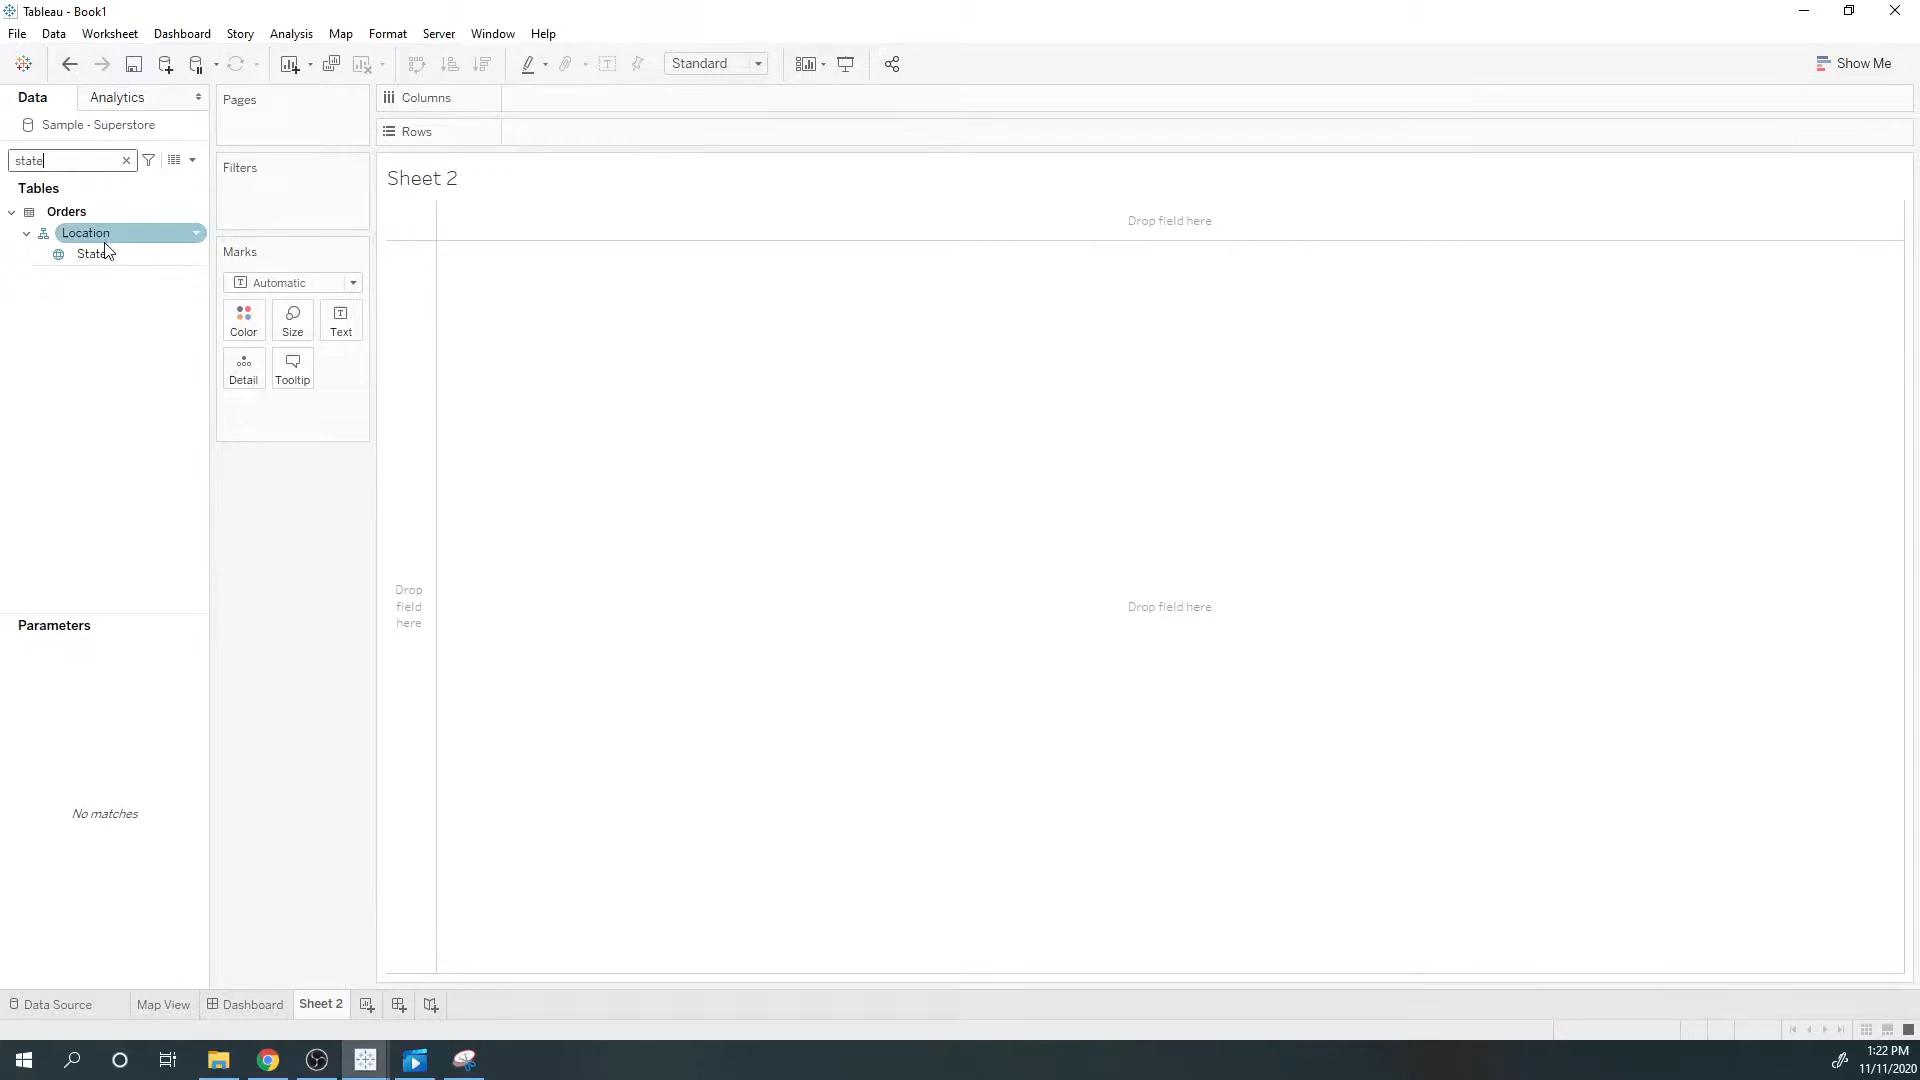 Tableau - Book1
File Data Worksheet Dashboard Story Analysis Map Format Server Window Help
Standard
Show Me
Data Analytics
Sample - Superstore
state
Tables
Orders
Location
State
Parameters
No matches
Pages
Filters
Marks
Automatic
Color Size Text
Detail Tooltip
Columns
Rows
Sheet 2
Drop field here
Drop
field
here
Drop field here
Data Source Map View Dashboard Sheet 2
1:22 PM
11/11/2020